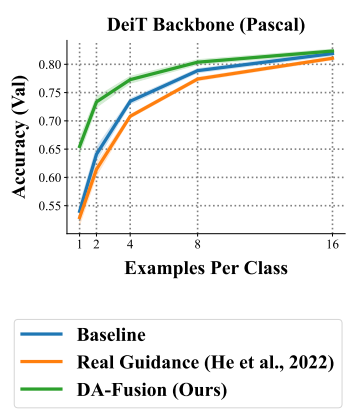 DeiT Backbone (Pascal)
Accuracy (Val)
0.80
0.75
0.70
0.65
0.60
0.55
1 2 4 8 16
Examples Per Class
Baseline
Real Guidance (He et al., 2022)
DA-Fusion (Ours)